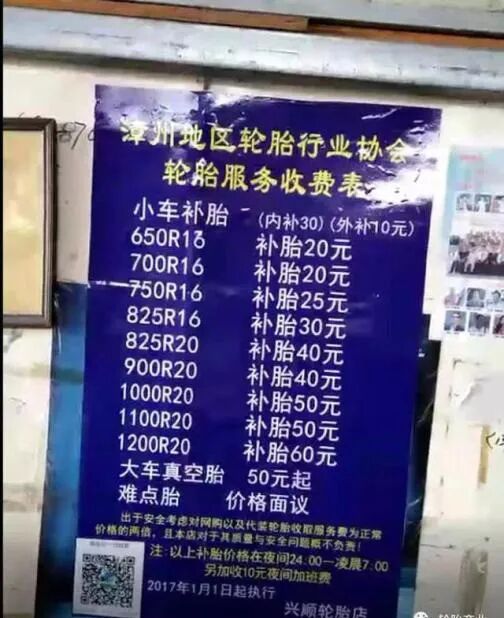 漳州地区轮胎行业协会
轮胎服务收费表
小车补胎 (内补30)(外补10元)
650R16 补胎20元
700R16 补胎20元
750R16 补胎25元
825R16 补胎30元
825R20 补胎40元
900R20 补胎40元
1000R20 补胎50元
1100R20 补胎50元
1200R20 补胎60元
大车真空胎 50元起
难点胎 价格面议
出于安全考虑对网购以及代装轮胎收取服务费为正常
价格的两倍，且本店对于其质量与安全问题概不负责！
注:以上补胎价格在夜间24:00—凌晨7:00
另加收10元夜间加班费
2017年1月1日起执行
兴顺轮胎店